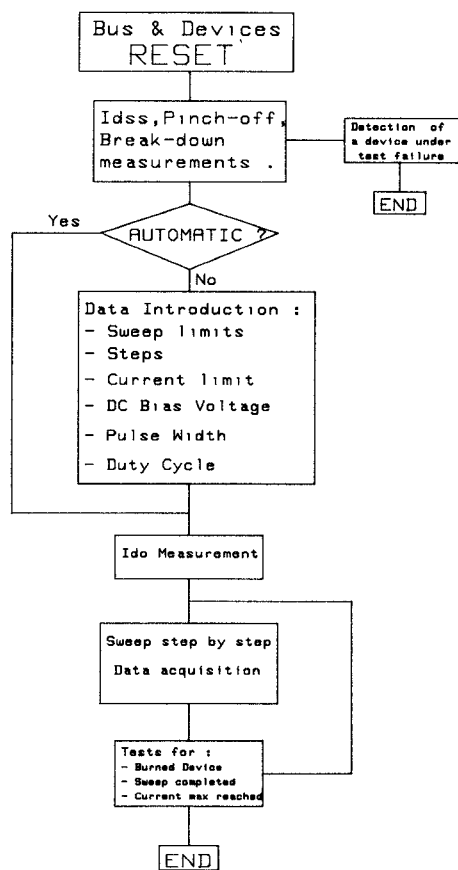 Bus & Devices
RESET`
Idss,Pinch-off,
Break-down
measurements .
Detection of
a device under
test failure
END
Yes
AUTOMATIC ?
No
Data Introduction :
- Sweep limits
- Steps
- Current limit
- DC Bias Voltage
- Pulse Width
- Duty Cycle
Ido Measurement
Sweep step by step
Data acquisition
Tests for :
- Burned Device
- Sweep completed
- Current max reached
END